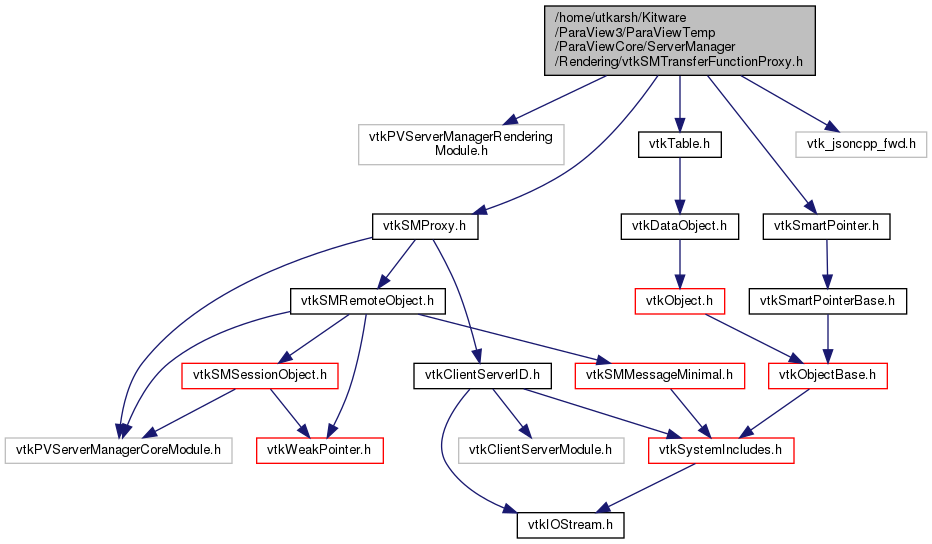 /home/utkarsh/Kitware
/ParaView3/ParaViewTemp
/ParaViewCore/ServerManager
/Rendering/vtkSMTransferFunctionProxy.h
vtkPVServerManagerRendering
Module.h
vtkTable.h
vtk_jsoncpp_fwd.h
vtkSMProxy.h
vtkDataObject.h
vtkSmartPointer.h
vtkSMRemoteObject.h
vtkObject.h
vtkSmartPointerBase.h
vtkSMSessionObject.h
vtkClientServerID.h
vtkSMMessageMinimal.h
vtkObjectBase.h
vtkPVServerManagerCoreModule.h
vtkWeakPointer.h
vtkClientServerModule.h
vtkSystemIncludes.h
vtkIOStream.h